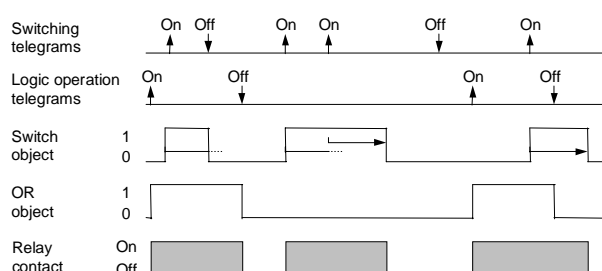 Switching telegrams On Off On On Off On
Logic operation telegrams On Off On Off
Switch object 1 0
OR object 1 0
Relay contact On Off